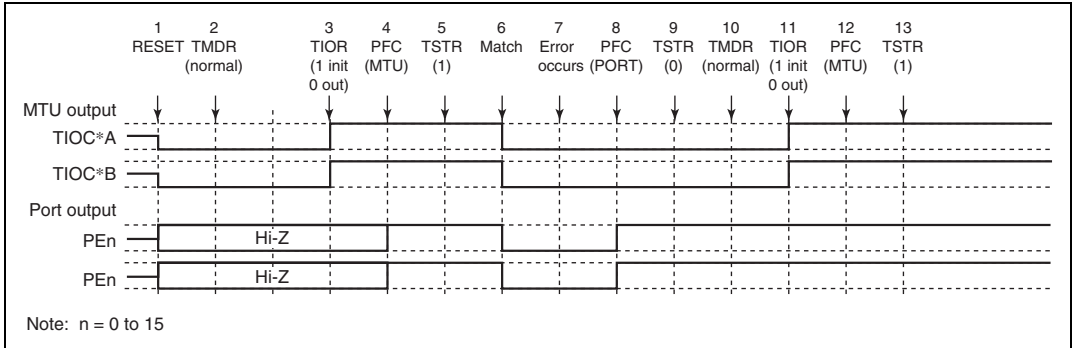 1 2 3 4 5 6 7 8 9 10 11 12 13
RESET TMDR TIOR PFC TSTR Match Error PFC TSTR TMDR TIOR PFC TSTR
(normal) (1 init (MTU) (1) occurs (PORT) (0) (normal) (1 init (MTU) (1)
0 out) 0 out)
MTU output
TIOC*A
TIOC*B
Port output
PEn Hi-Z
PEn Hi-Z
Note: n = 0 to 15